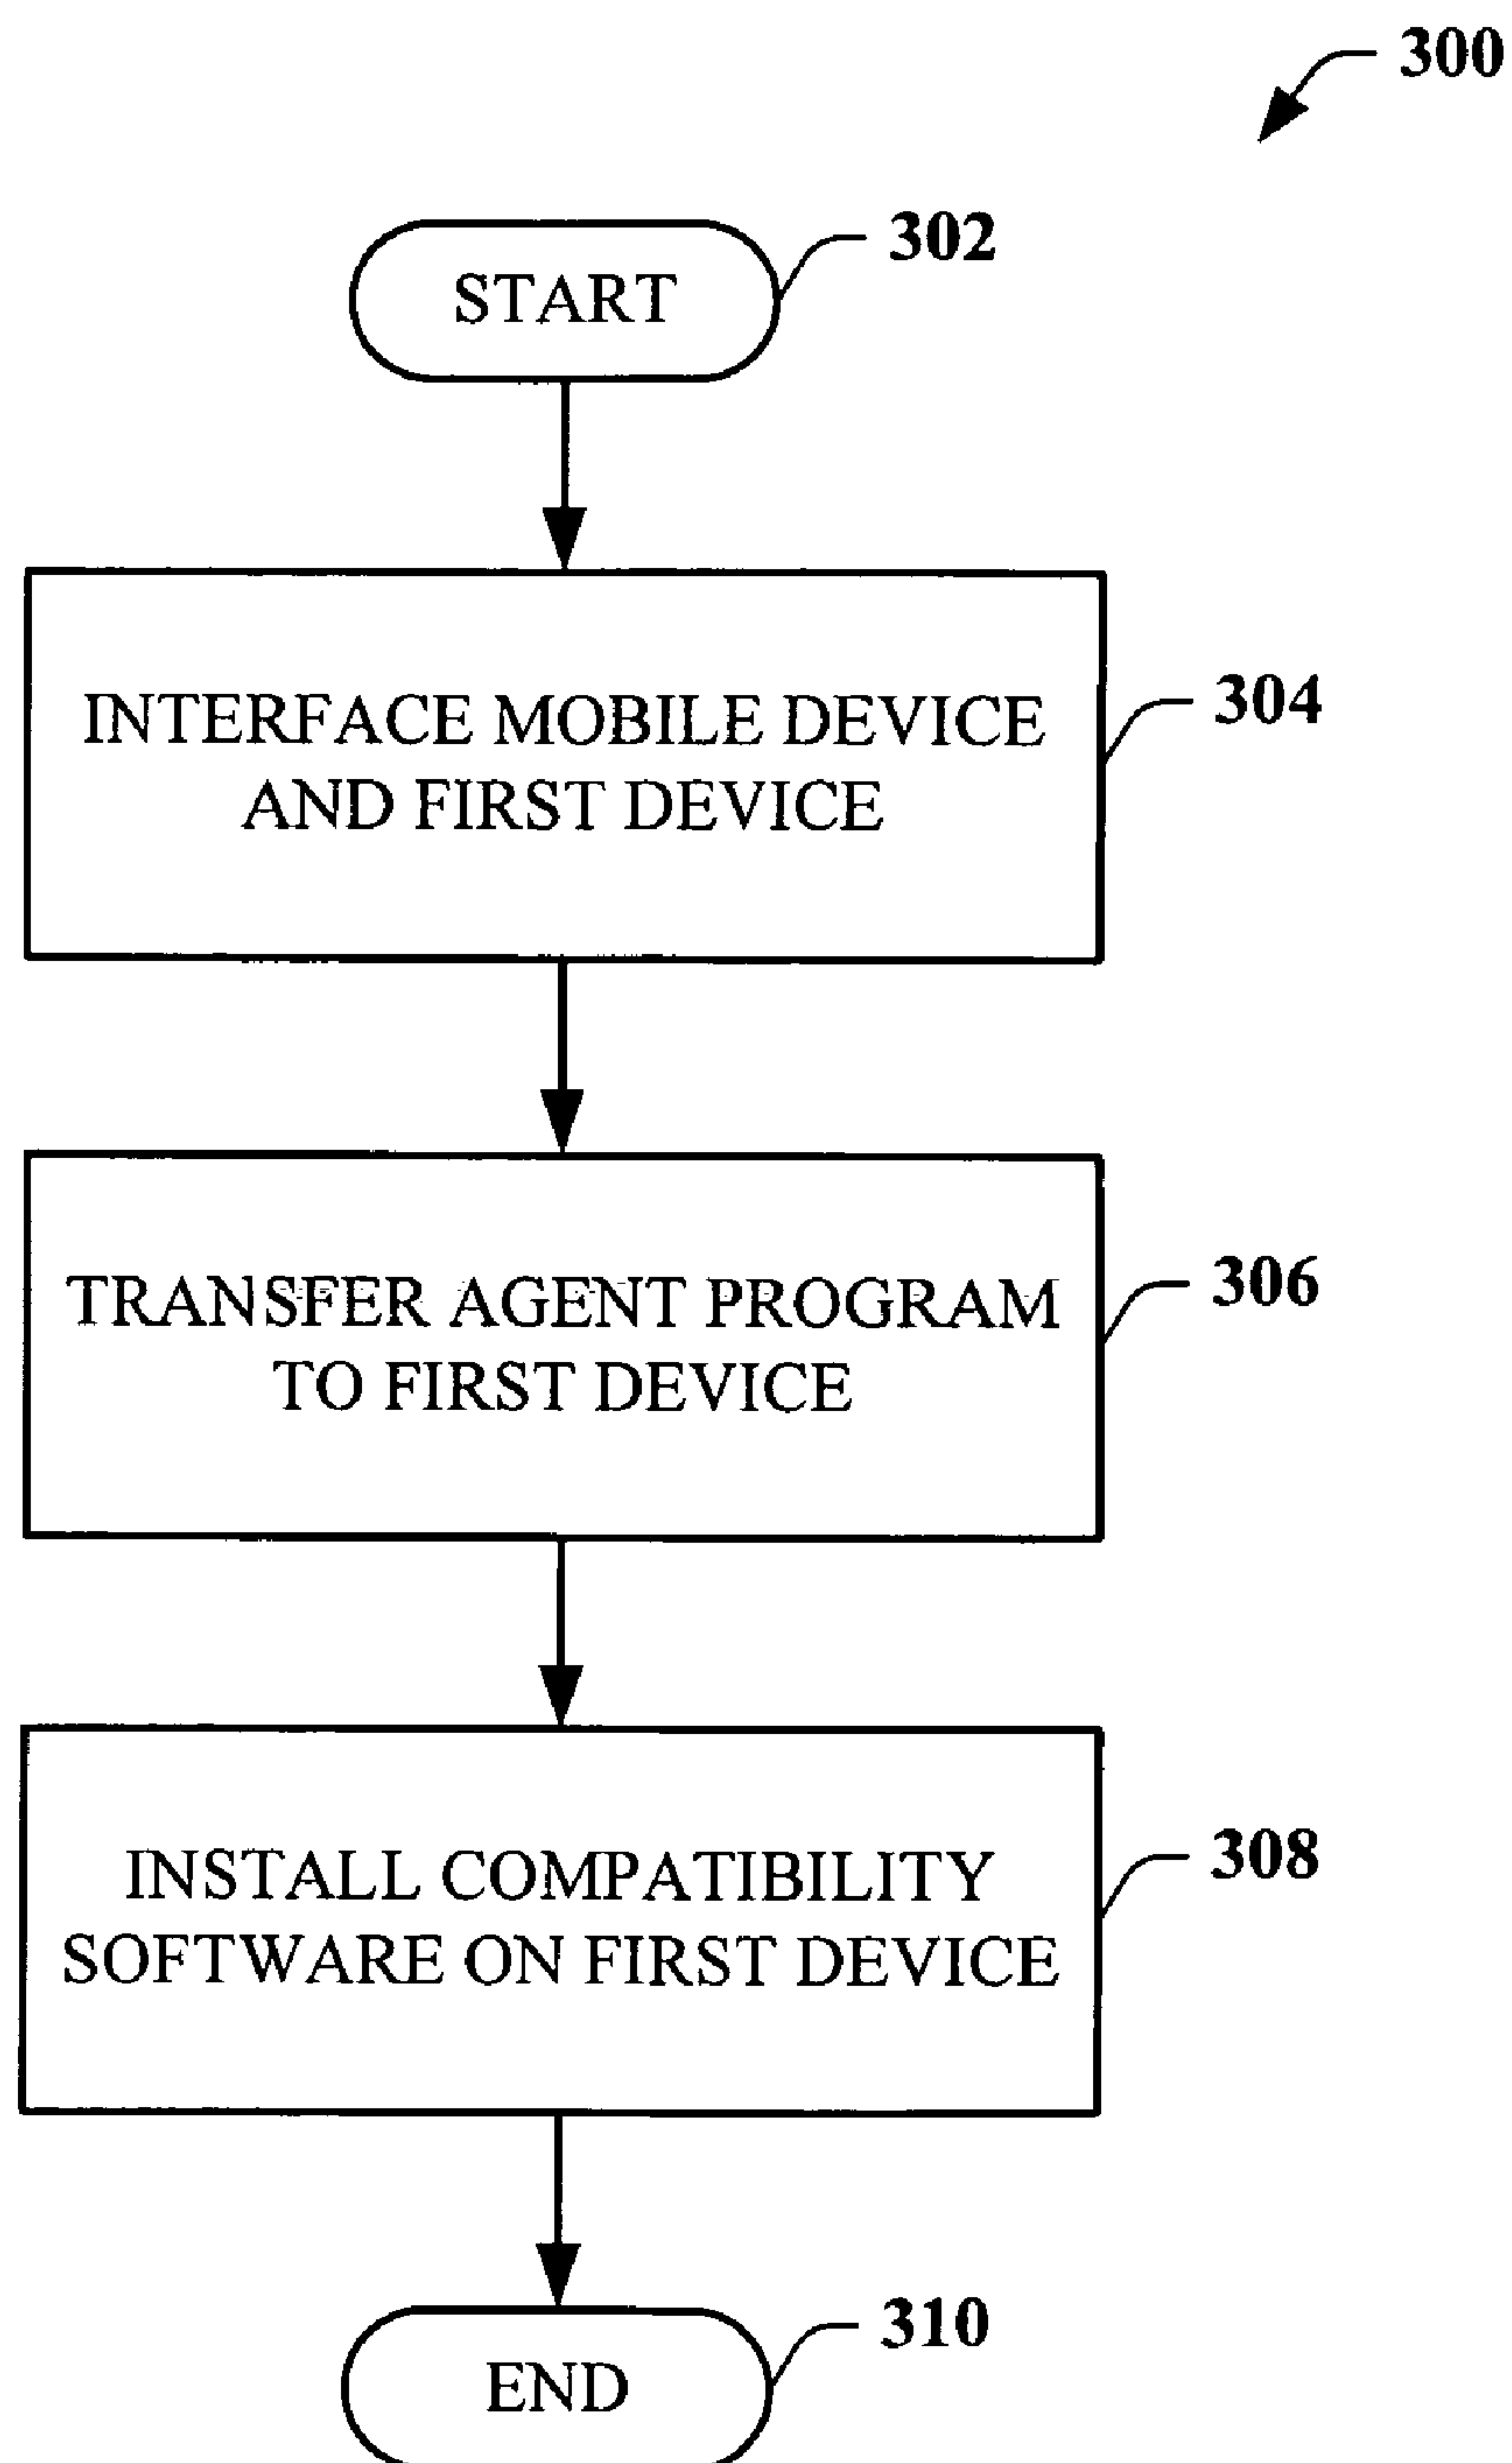 300
START
302
INTERFACE MOBILE DEVICE
AND FIRST DEVICE
304
TRANSFER AGENT PROGRAM
TO FIRST DEVICE
306
INSTALL COMPATIBILITY
SOFTWARE ON FIRST DEVICE
308
END
310